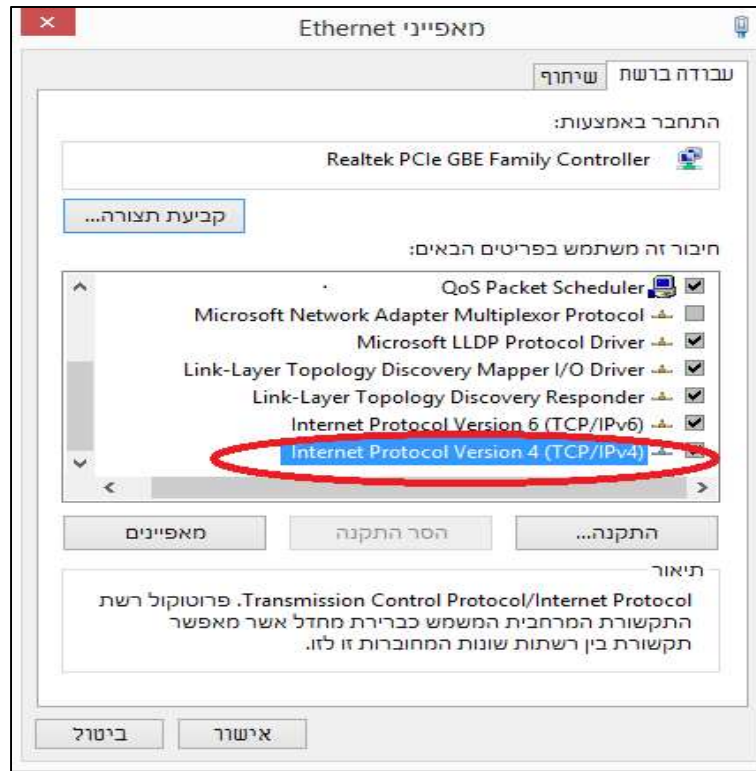 מאפייני Ethernet
עבודה ברשת
שיתוף
התחבר באמצעות:
Realtek PCIe GBE Family Controller
קביעת תצורה...
חיבור זה משתמש בפריטים הבאים:
QoS Packet Scheduler
Microsoft Network Adapter Multiplexor Protocol
Microsoft LLDP Protocol Driver
Link-Layer Topology Discovery Mapper I/O Driver
Link-Layer Topology Discovery Responder
Internet Protocol Version 6 (TCP/IPv6)
Internet Protocol Version 4 (TCP/IPv4)
התקנה...
הסר התקנה
מאפיינים
תיאור
Transmission Control Protocol/Internet Protocol. פרוטוקול רשת
התקשורת המרחבית המשמש כברירת מחדל אשר מאפשר
תקשורת בין רשתות שונות המחוברות זו לזו.
אישור
ביטול